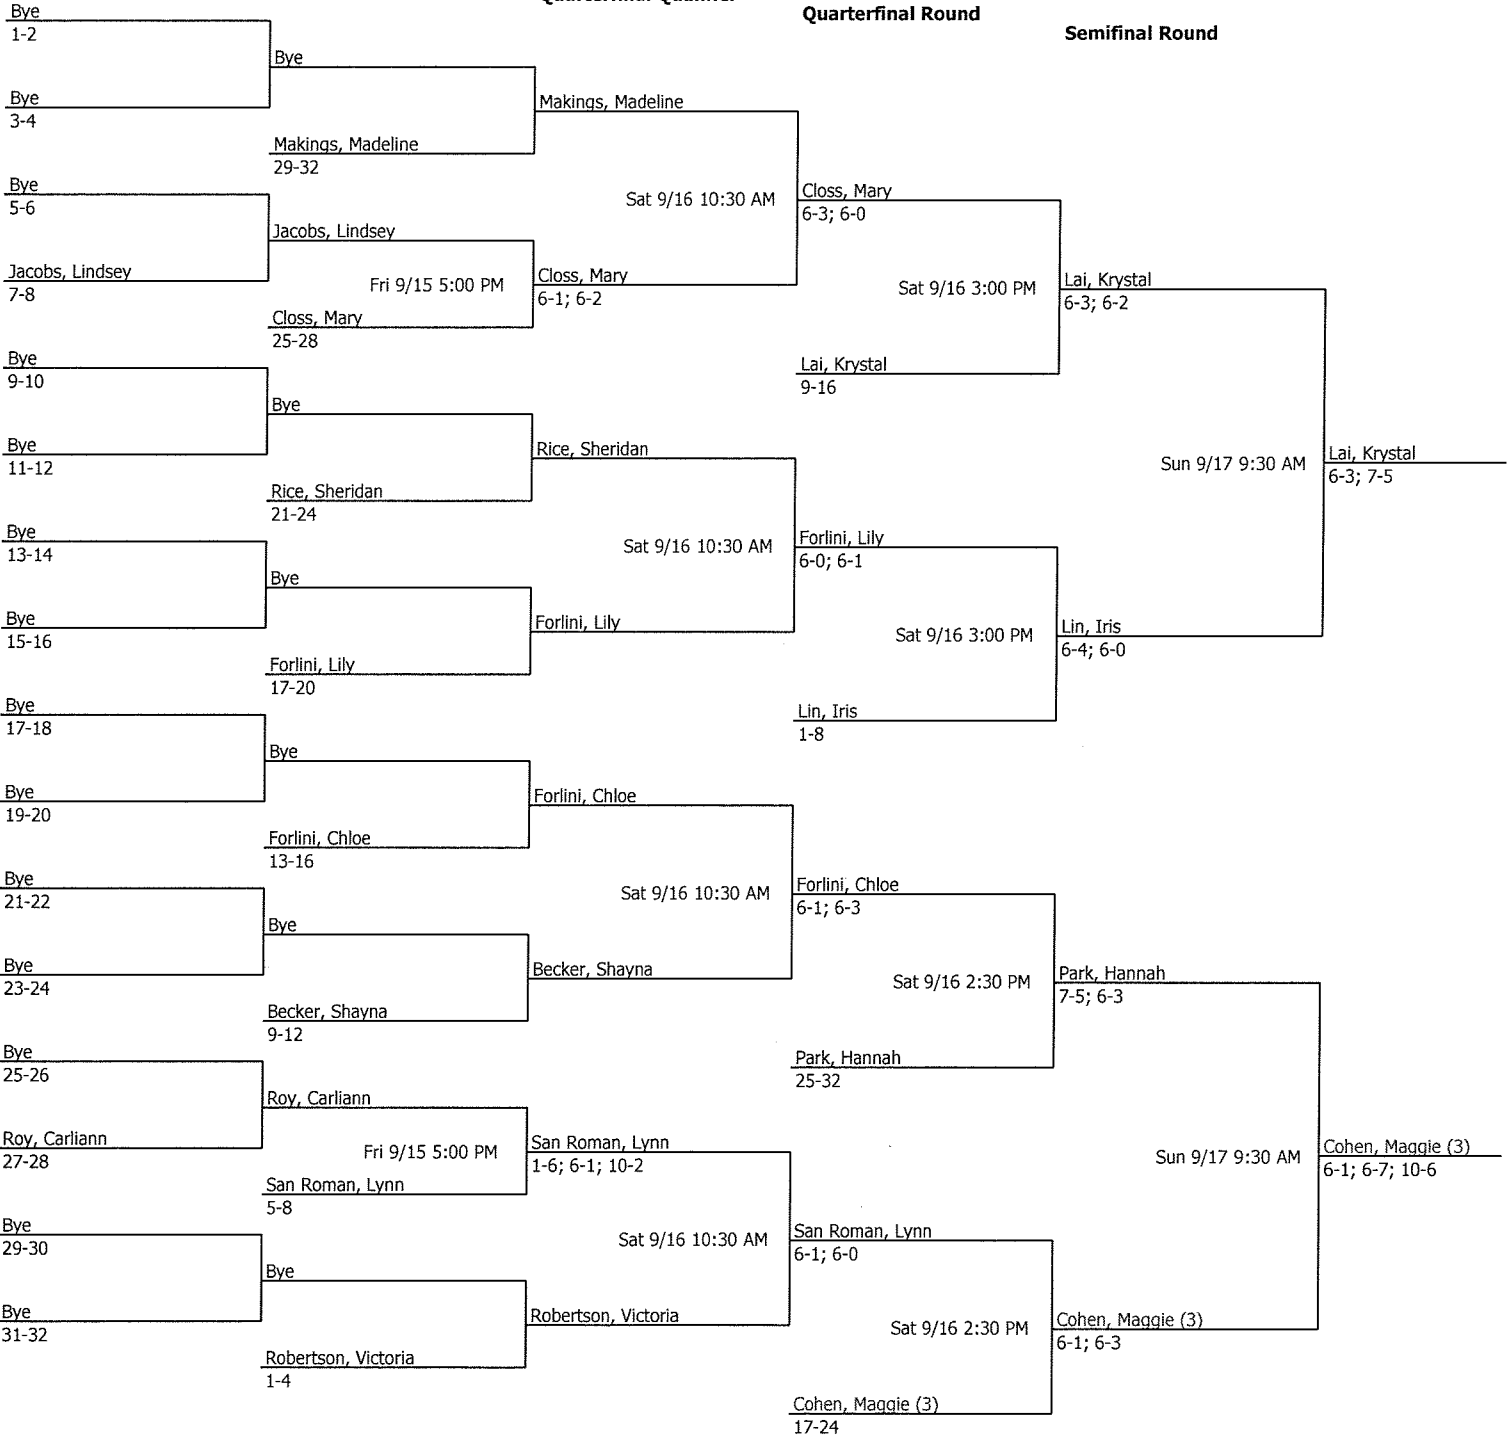 Quarterfinal Round
Semifinal Round
Bye
1-2
Bye
Bye
3-4
Makings, Madeline
Makings, Madeline
29-32
Bye
5-6
Sat 9/16 10:30 AM
Closs, Mary
6-3; 6-0
Jacobs, Lindsey
Jacobs, Lindsey
7-8
Fri 9/15 5:00 PM
Closs, Mary
6-1; 6-2
Sat 9/16 3:00 PM
Lai, Krystal
6-3; 6-2
Closs, Mary
25-28
Bye
9-10
Lai, Krystal
9-16
Bye
Bye
11-12
Rice, Sheridan
Sun 9/17 9:30 AM
Lai, Krystal
6-3; 7-5
Rice, Sheridan
21-24
Bye
13-14
Sat 9/16 10:30 AM
Forlini, Lily
6-0; 6-1
Bye
Bye
15-16
Forlini, Lily
Sat 9/16 3:00 PM
Lin, Iris
6-4; 6-0
Forlini, Lily
17-20
Bye
17-18
Lin, Iris
1-8
Bye
Bye
19-20
Forlini, Chloe
Forlini, Chloe
13-16
Bye
21-22
Sat 9/16 10:30 AM
Forlini, Chloe
6-1; 6-3
Bye
Bye
23-24
Becker, Shayna
Sat 9/16 2:30 PM
Park, Hannah
7-5; 6-3
Becker, Shayna
9-12
Bye
25-26
Park, Hannah
25-32
Roy, Carliann
Roy, Carliann
27-28
Fri 9/15 5:00 PM
San Roman, Lynn
1-6; 6-1; 10-2
Sun 9/17 9:30 AM
Cohen, Maggie (3)
6-1; 6-7; 10-6
San Roman, Lynn
5-8
Bye
29-30
Sat 9/16 10:30 AM
San Roman, Lynn
6-1; 6-0
Bye
Bye
31-32
Robertson, Victoria
Sat 9/16 2:30 PM
Cohen, Maggie (3)
6-1; 6-3
Robertson, Victoria
1-4
Cohen, Maggie (3)
17-24